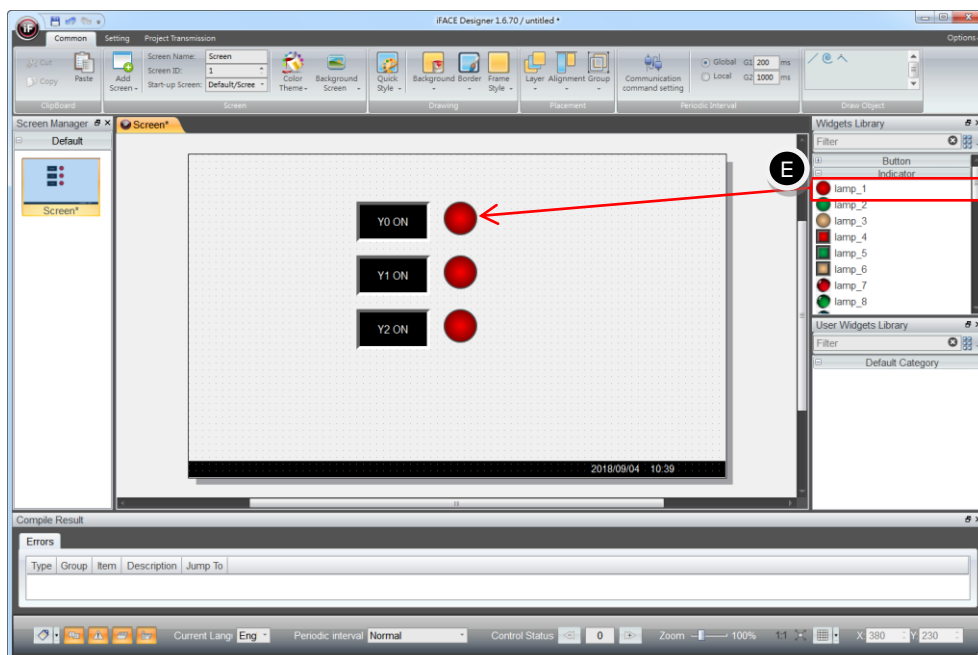 iFACE Designer 1.6.70 / untitled *
iF
Common Setting Project Transmission Options
Cut
Copy
Paste
ClipBoard
Add Screen
Screen Name: Screen
Screen ID: 1
Start-up Screen: Default/Scree
Color Theme
Background Screen
Screen
Quick Style
Background
Border
Frame Style
Drawing
Layer
Alignment
Group
Placement
Communication command setting
Global G1 200 ms
Local G2 1000 ms
Periodic Interval
Draw Object
Screen Manager
Default
Screen*
Screen*
Y0 ON
Y1 ON
Y2 ON
2018/09/04 10:39
E
Widgets Library
Filter
Button
Indicator
lamp_1
lamp_2
lamp_3
lamp_4
lamp_5
lamp_6
lamp_7
lamp_8
User Widgets Library
Filter
Default Category
Compile Result
Errors
Type Group Item Description Jump To
Current Langi Eng Periodic interval Normal Control Status 0 Zoom 100% 1:1 X: 380 Y: 230